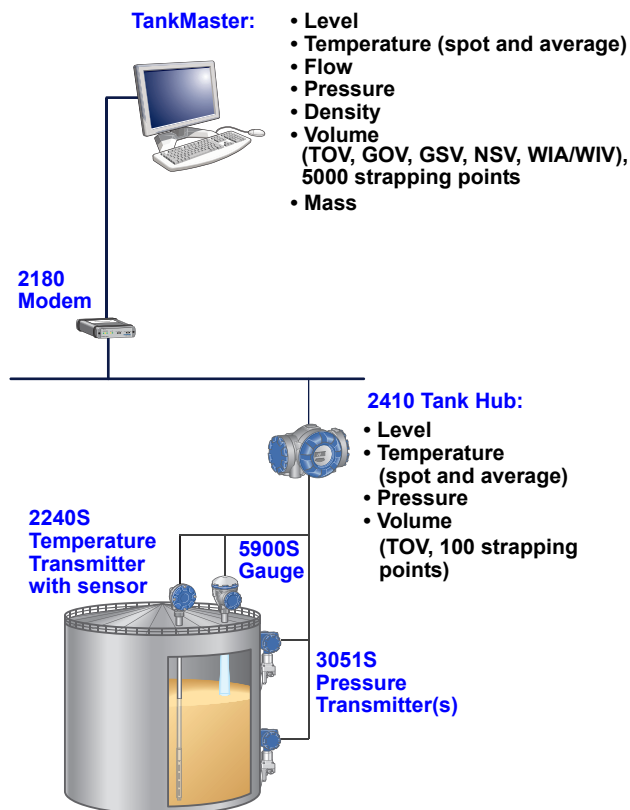 TankMaster:
• Level
• Temperature (spot and average)
• Flow
• Pressure
• Density
• Volume
(TOV, GOV, GSV, NSV, WIA/WIV),
5000 strapping points
• Mass
2180
Modem
2410 Tank Hub:
• Level
• Temperature
(spot and average)
• Pressure
• Volume
(TOV, 100 strapping
points)
2240S
Temperature
Transmitter
with sensor
5900S
Gauge
3051S
Pressure
Transmitter(s)